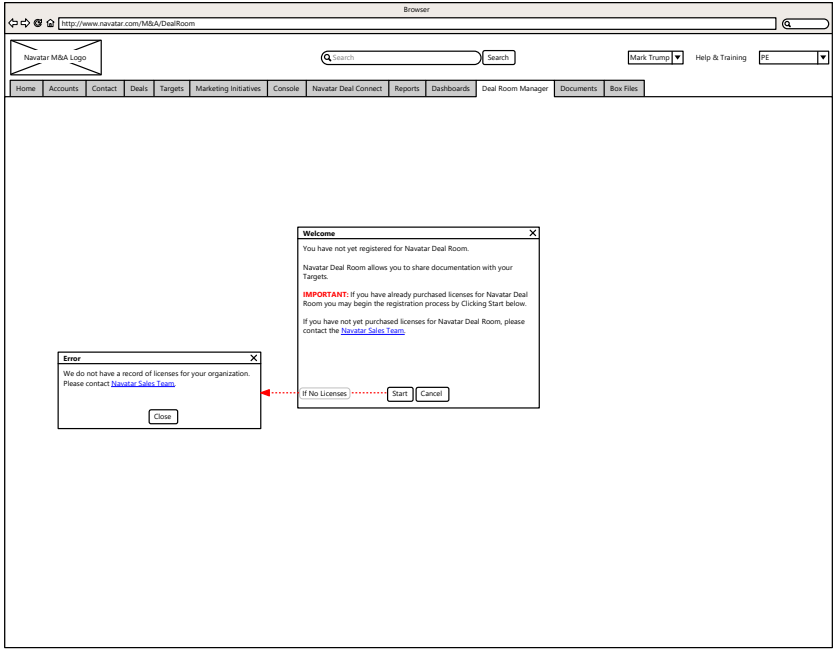 Browser
http://www.navatar.com/M&A/DealRoom
Navatar M&A Logo
Search
Search
Mark Trump
Help & Training
PE
Home Accounts Contact Deals Targets Marketing Initiatives Console Navatar Deal Connect Reports Dashboards Deal Room Manager Documents Box Files
Welcome
You have not yet registered for Navatar Deal Room.
Navatar Deal Room allows you to share documentation with your
Targets.
IMPORTANT: If you have already purchased licenses for Navatar Deal
Room you may begin the registration process by Clicking Start below.
If you have not yet purchased licenses for Navatar Deal Room, please
contact the Navatar Sales Team.
If No Licenses
Start Cancel
Error
We do not have a record of licenses for your organization.
Please contact Navatar Sales Team.
Close